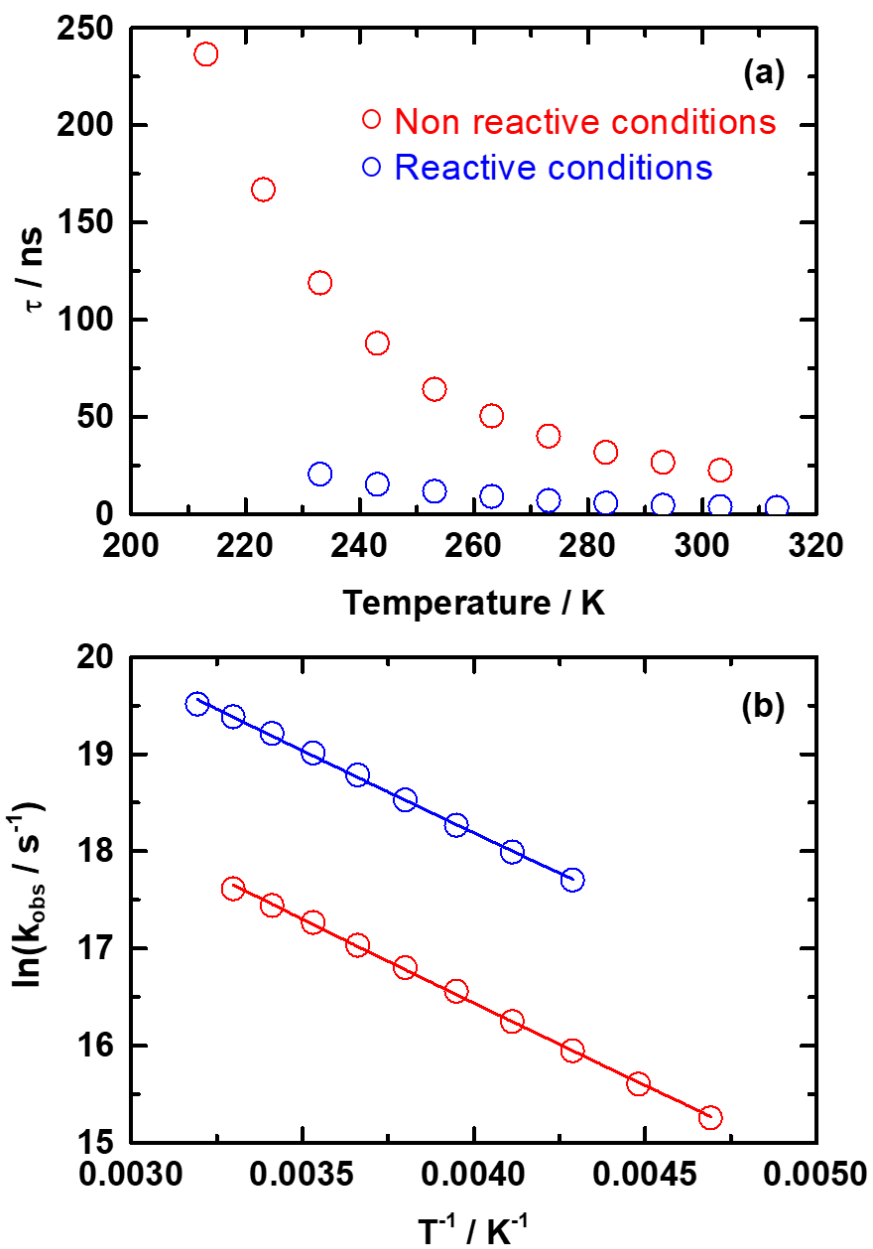 250
(a)
Non reactive conditions
200
Reactive conditions
150
τ / ns
100
50
0
200 220 240 260 280 300 320
Temperature / K
20
(b)
19
18
ln(k_obs / s⁻¹)
17
16
15
0.0030 0.0035 0.0040 0.0045 0.0050
T⁻¹ / K⁻¹